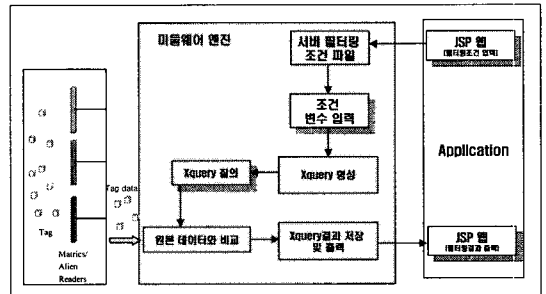 미들웨어 엔진
서버 필터링
조건 파일
JSP 웹
(필터링조건 입력)
조건
변수 입력
Xquery 질의
Xquery 형성
Application
Tag data
Tag
원본 데이터와 비교
Xquery결과 저장
및 출력
JSP 웹
(필터링결과 출력)
Matrics/
Alien
Readers